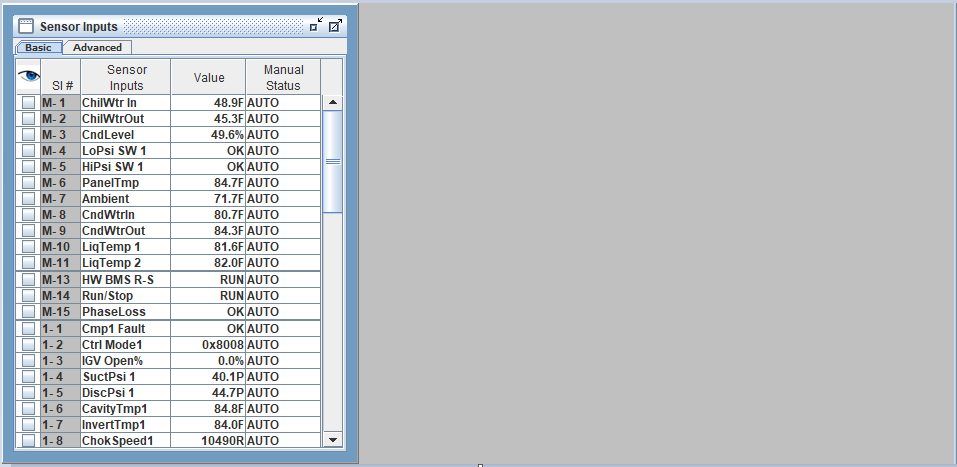 Sensor Inputs
Basic Advanced
SI # Sensor Inputs Value Manual Status
M- 1 ChilWtr In 48.9F AUTO
M- 2 ChilWtrOut 45.3F AUTO
M- 3 CndLevel 49.6% AUTO
M- 4 LoPsi SW 1 OK AUTO
M- 5 HiPsi SW 1 OK AUTO
M- 6 PanelTmp 84.7F AUTO
M- 7 Ambient 71.7F AUTO
M- 8 CndWtrIn 80.7F AUTO
M- 9 CndWtrOut 84.3F AUTO
M-10 LiqTemp 1 81.6F AUTO
M-11 LiqTemp 2 82.0F AUTO
M-13 HW BMS R-S RUN AUTO
M-14 Run/Stop RUN AUTO
M-15 PhaseLoss OK AUTO
1- 1 Cmp1 Fault OK AUTO
1- 2 Ctrl Mode1 0x8008 AUTO
1- 3 IGV Open% 0.0% AUTO
1- 4 SuctPsi 1 40.1P AUTO
1- 5 DiscPsi 1 44.7P AUTO
1- 6 CavityTmp1 84.8F AUTO
1- 7 InvertTmp1 84.0F AUTO
1- 8 ChokSpeed1 10490R AUTO